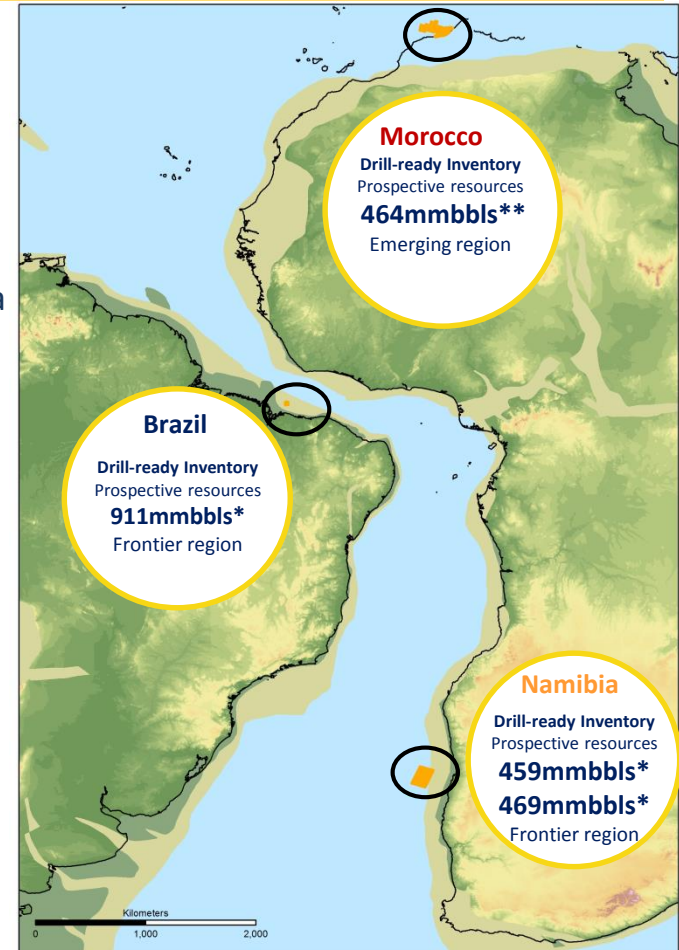 Morocco
Drill-ready Inventory
Prospective resources
464mmbbls**
Emerging region
a
Brazil
Drill-ready Inventory
Prospective resources
911mmbbls*
Frontier region
Namibia
Drill-ready Inventory
Prospective resources
459mmbbls*
469mmbbls*
Frontier region
Kilometers
0 1,000 2,000